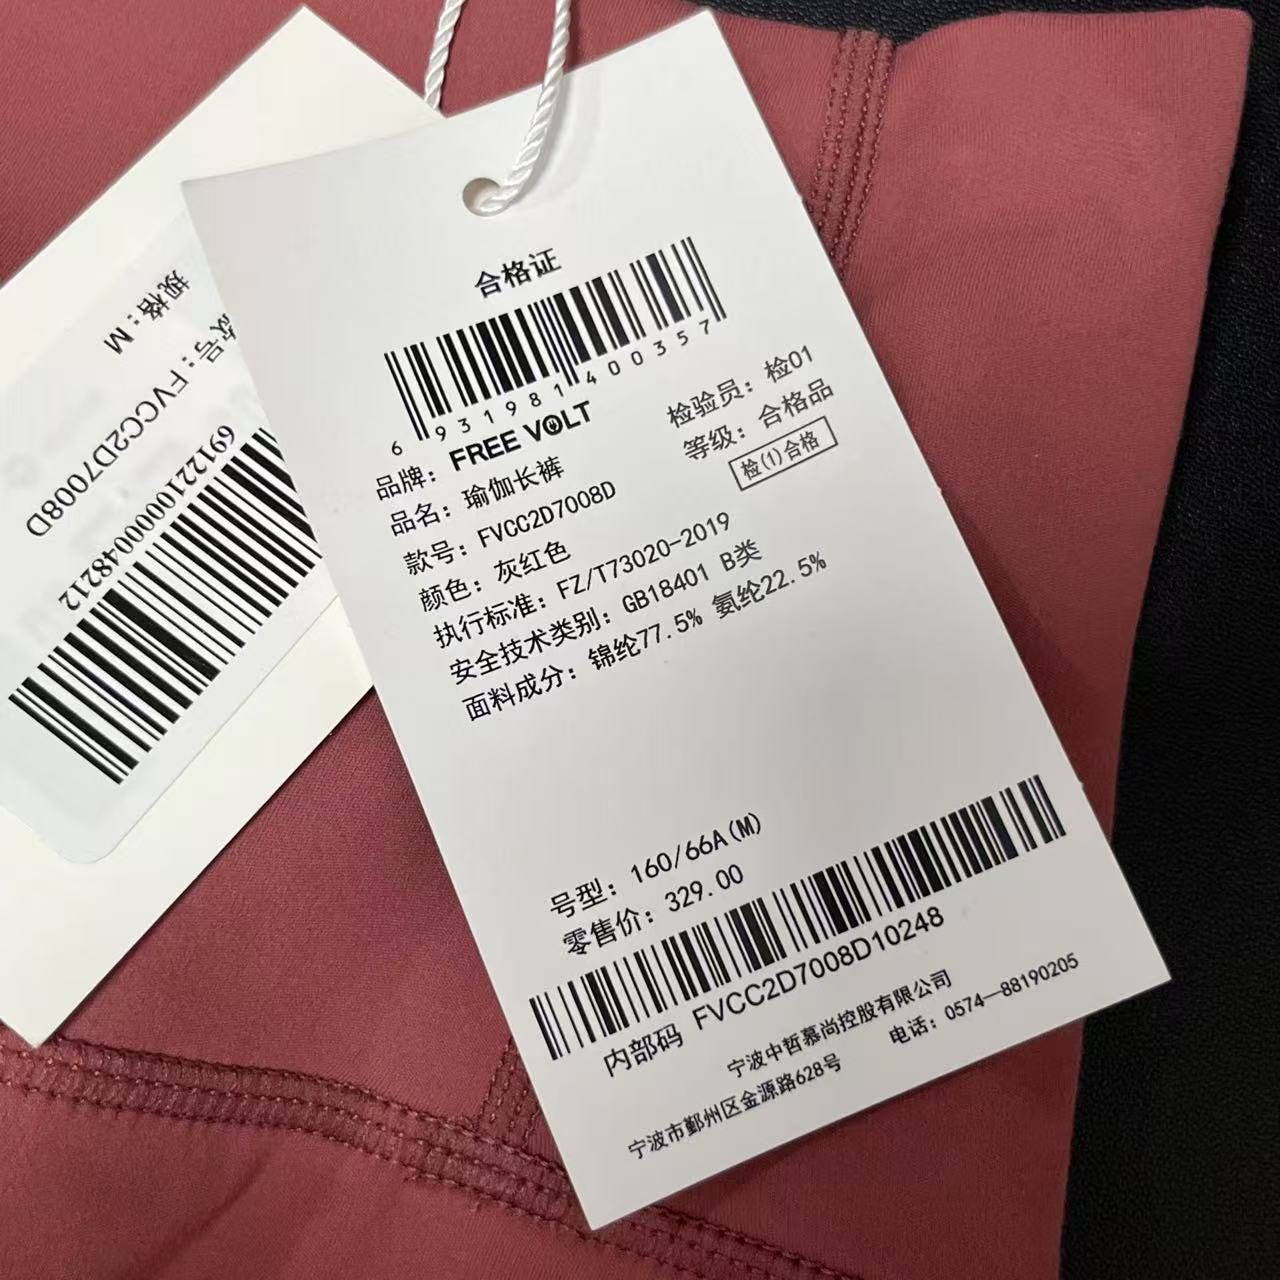 合格证
6 931981 400357
品牌：FREE VOLT
检验员：检01
品名：瑜伽长裤
等级：合格品
款号：FVCC2D7008D
检(1)合格
颜色：灰红色
执行标准：FZ/T73020-2019
安全技术类别：GB18401 B类
面料成分：锦纶77.5% 氨纶22.5%
号型：160/66A(M)
零售价：329.00
内部码 FVCC2D7008D10248
宁波中哲慕尚控股有限公司
宁波市鄞州区金源路628号
电话：0574—88190205
规格：M
款号：FVCC2D7008D
6912210000048212